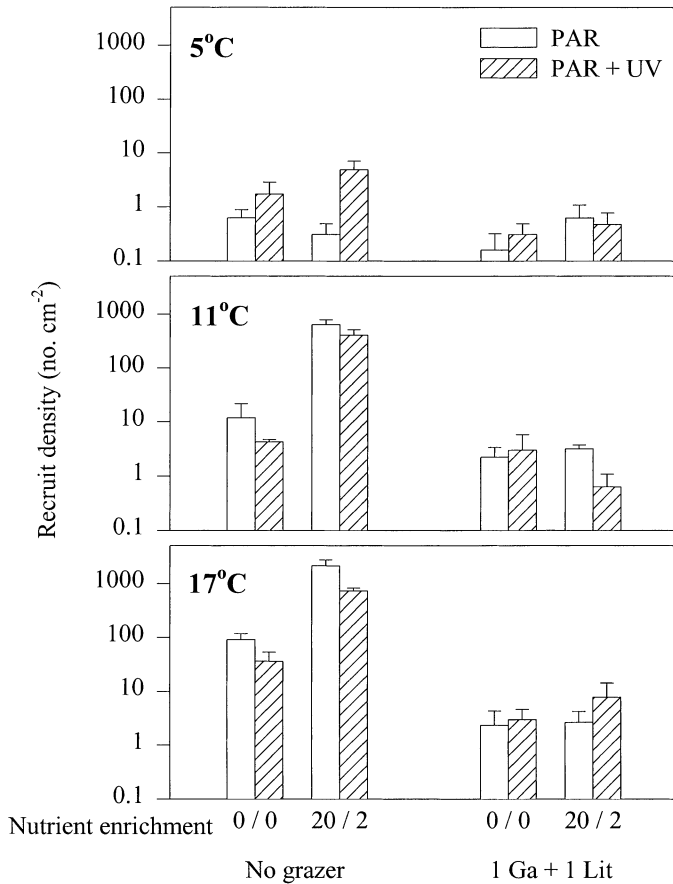 5°C
PAR
PAR + UV
1000
100
10
1
0.1
11°C
1000
100
10
1
0.1
Recruit density (no. cm-2)
17°C
1000
100
10
1
0.1
Nutrient enrichment 0 / 0 20 / 2 0 / 0 20 / 2
No grazer 1 Ga + 1 Lit